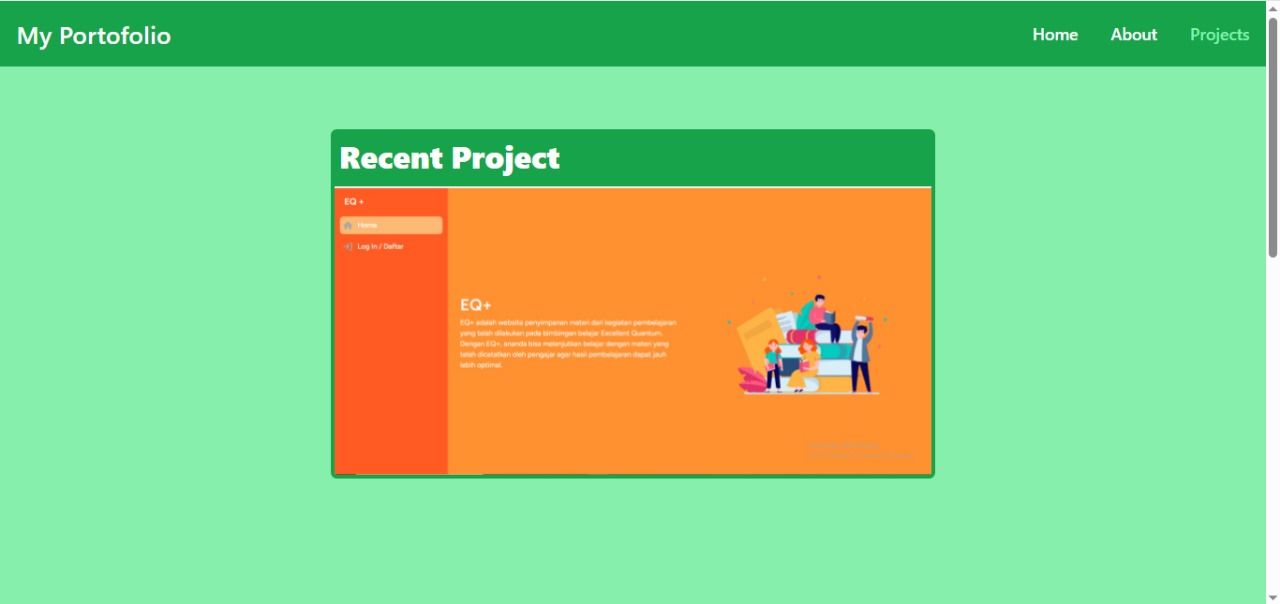 My Portofolio
Home
About
Projects
Recent Project
EQ +
Home
Log In / Daftar
EQ+
EQ+ adalah website penyimpanan materi dari kegiatan pembelajaran
yang telah dilakukan pada bimbingan belajar Excellent Quantum.
Dengan EQ+, ananda bisa melanjutkan belajar dengan materi yang
telah dicatatkan oleh pengajar agar hasil pembelajaran dapat jauh
lebih optimal.